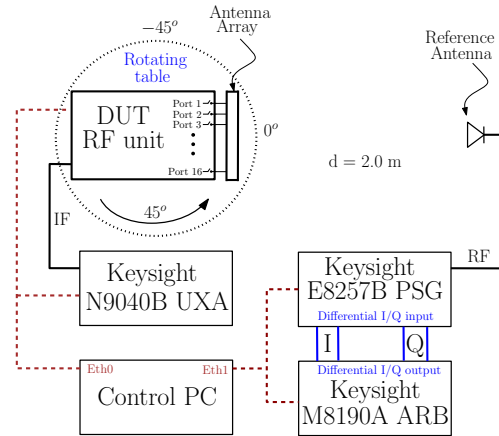 −45°
Antenna
Array
Reference
Antenna
Rotating
table
DUT
RF unit
Port 1
Port 2
Port 3
Port 16
0°
d = 2.0 m
45°
IF
RF
Keysight
N9040B UXA
Keysight
E8257B PSG
Differential I/Q input
I
Q
Eth0
Eth1
Control PC
Differential I/Q output
Keysight
M8190A ARB